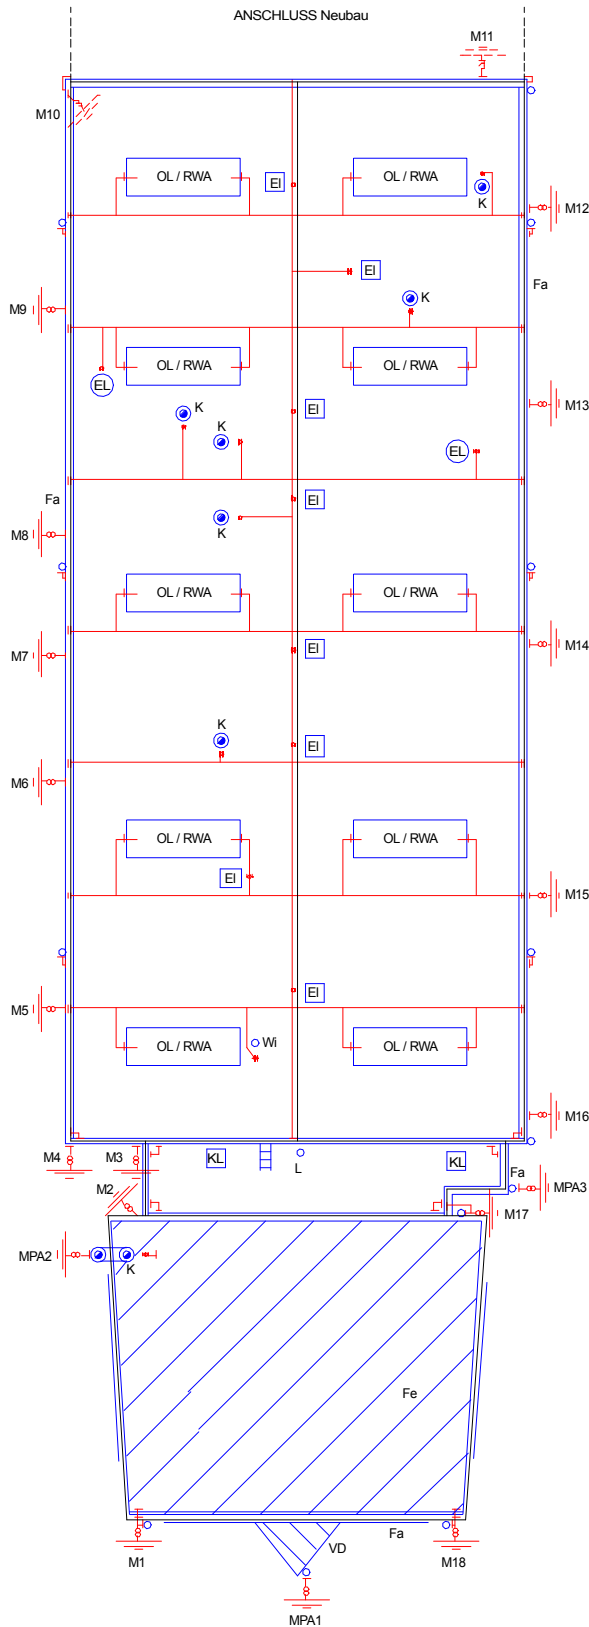 ANSCHLUSS Neubau
M11
M10
OL / RWA
EI
OL / RWA
K
M12
EI
Fa
K
M9
OL / RWA
OL / RWA
EL
K
EI
M13
K
EL
Fa
EI
M8
K
OL / RWA
OL / RWA
M7
EI
M14
K
EI
M6
OL / RWA
OL / RWA
EI
M15
EI
M5
Wi
OL / RWA
OL / RWA
M16
M4
M3
KL
L
KL
Fa
M2
MPA3
M17
MPA2
K
Fe
Fa
VD
M1
M18
MPA1